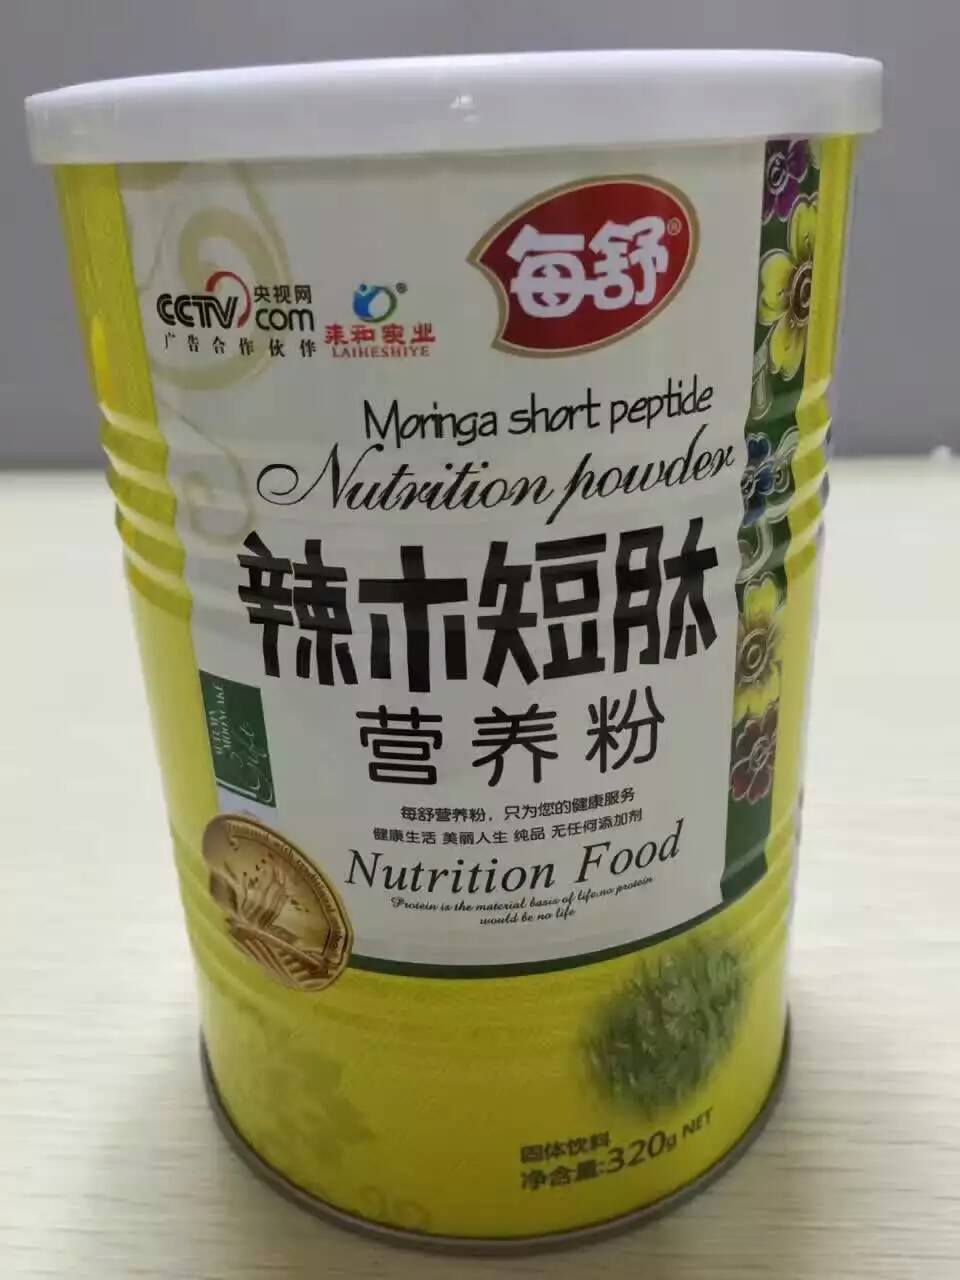 每舒®
CCTV 央视网
com
广告合作伙伴
®
来和实业
LAIHESHIYE
Moringa short peptide
Nutrition powder
辣木短肽
营养粉
AUTUMN
MOONCAKE
Gift
每舒营养粉，只为您的健康服务
健康生活 美丽人生 纯品 无任何添加剂
Nutrition Food
Protein is the material basis of life,no protein
would be no life
固体饮料
净含量:320g NET